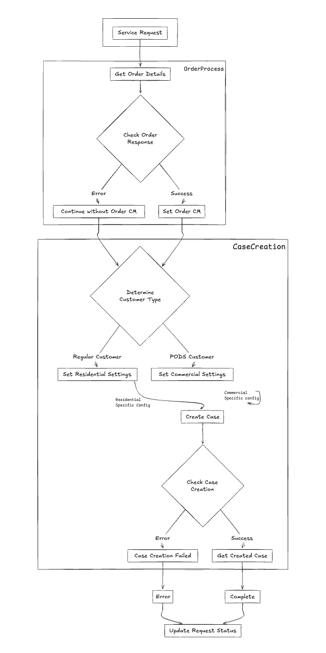 Service Request
OrderProcess
Get Order Details
Check Order
Response
Error
Success
Continue without Order CM
Set Order CM
CaseCreation
Determine
Customer Type
Regular Customer
PODS Customer
Set Residential Settings
Set Commercial Settings
Residential
Specific Config
Commercial
Specific config
Create Case
Check Case
Creation
Error
Success
Case Creation Failed
Get Created Case
Error
Complete
Update Request Status